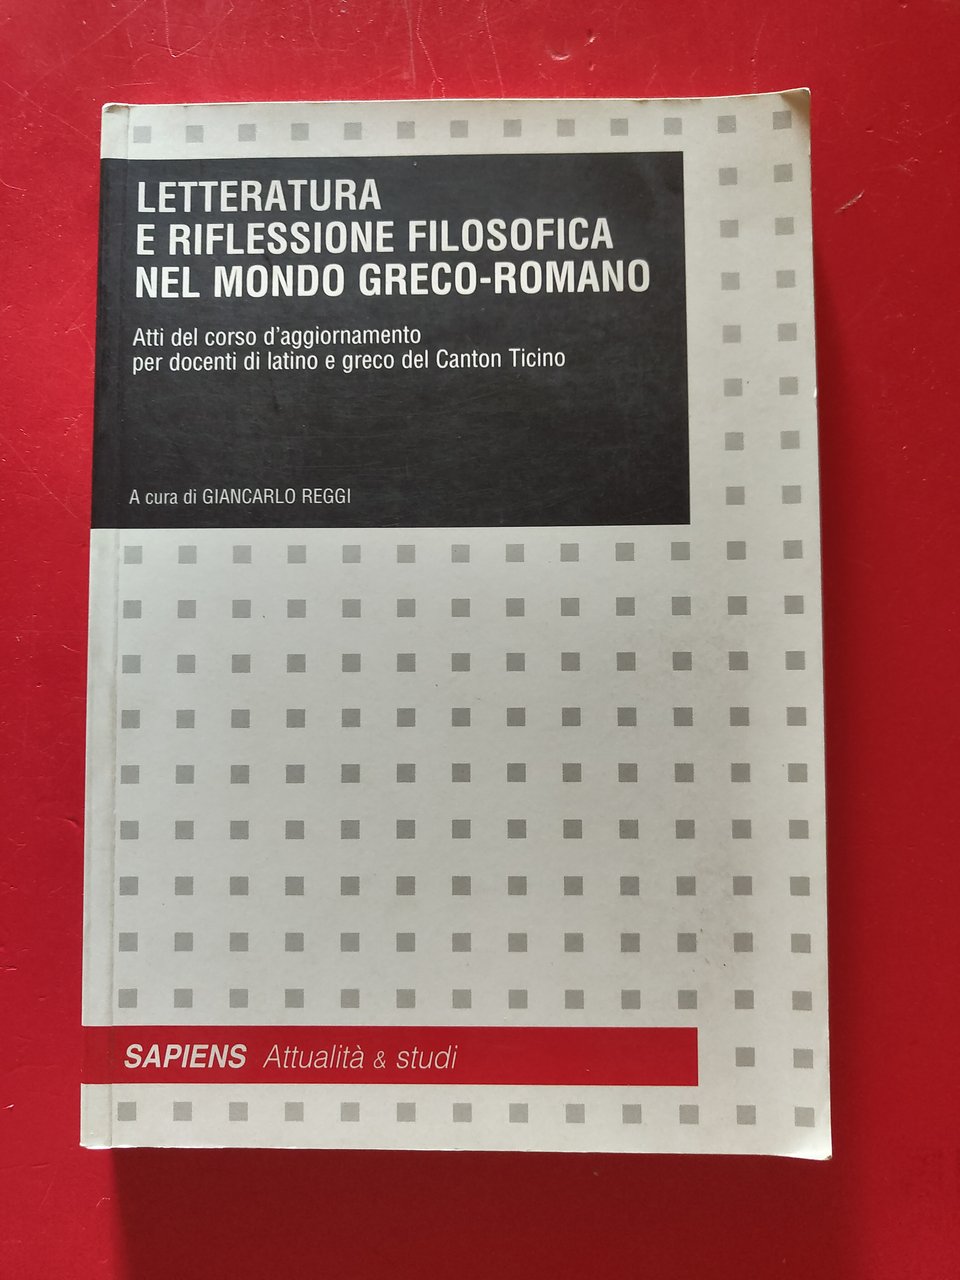 LETTERATURA
E RIFLESSIONE FILOSOFICA
NEL MONDO GRECO-ROMANO
Atti del corso d'aggiornamento
per docenti di latino e greco del Canton Ticino
A cura di GIANCARLO REGGI
SAPIENS Attualità & studi